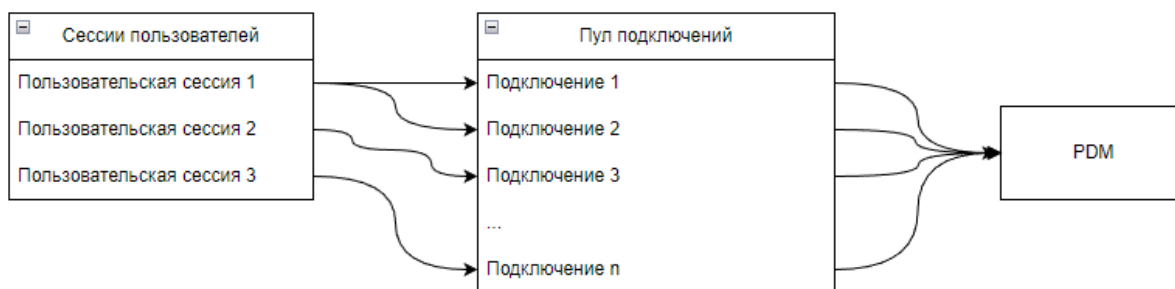 Сессии пользователей
Пользовательская сессия 1
Пользовательская сессия 2
Пользовательская сессия 3
Пул подключений
Подключение 1
Подключение 2
Подключение 3
...
Подключение n
PDM